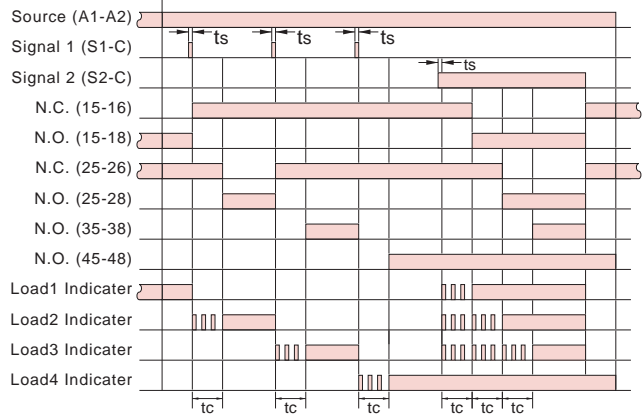 Source (A1-A2)
Signal 1 (S1-C) ts ts ts
Signal 2 (S2-C) ts
N.C. (15-16)
N.O. (15-18)
N.C. (25-26)
N.O. (25-28)
N.O. (35-38)
N.O. (45-48)
Load1 Indicater
Load2 Indicater
Load3 Indicater
Load4 Indicater
tc tc tc tc tc tc